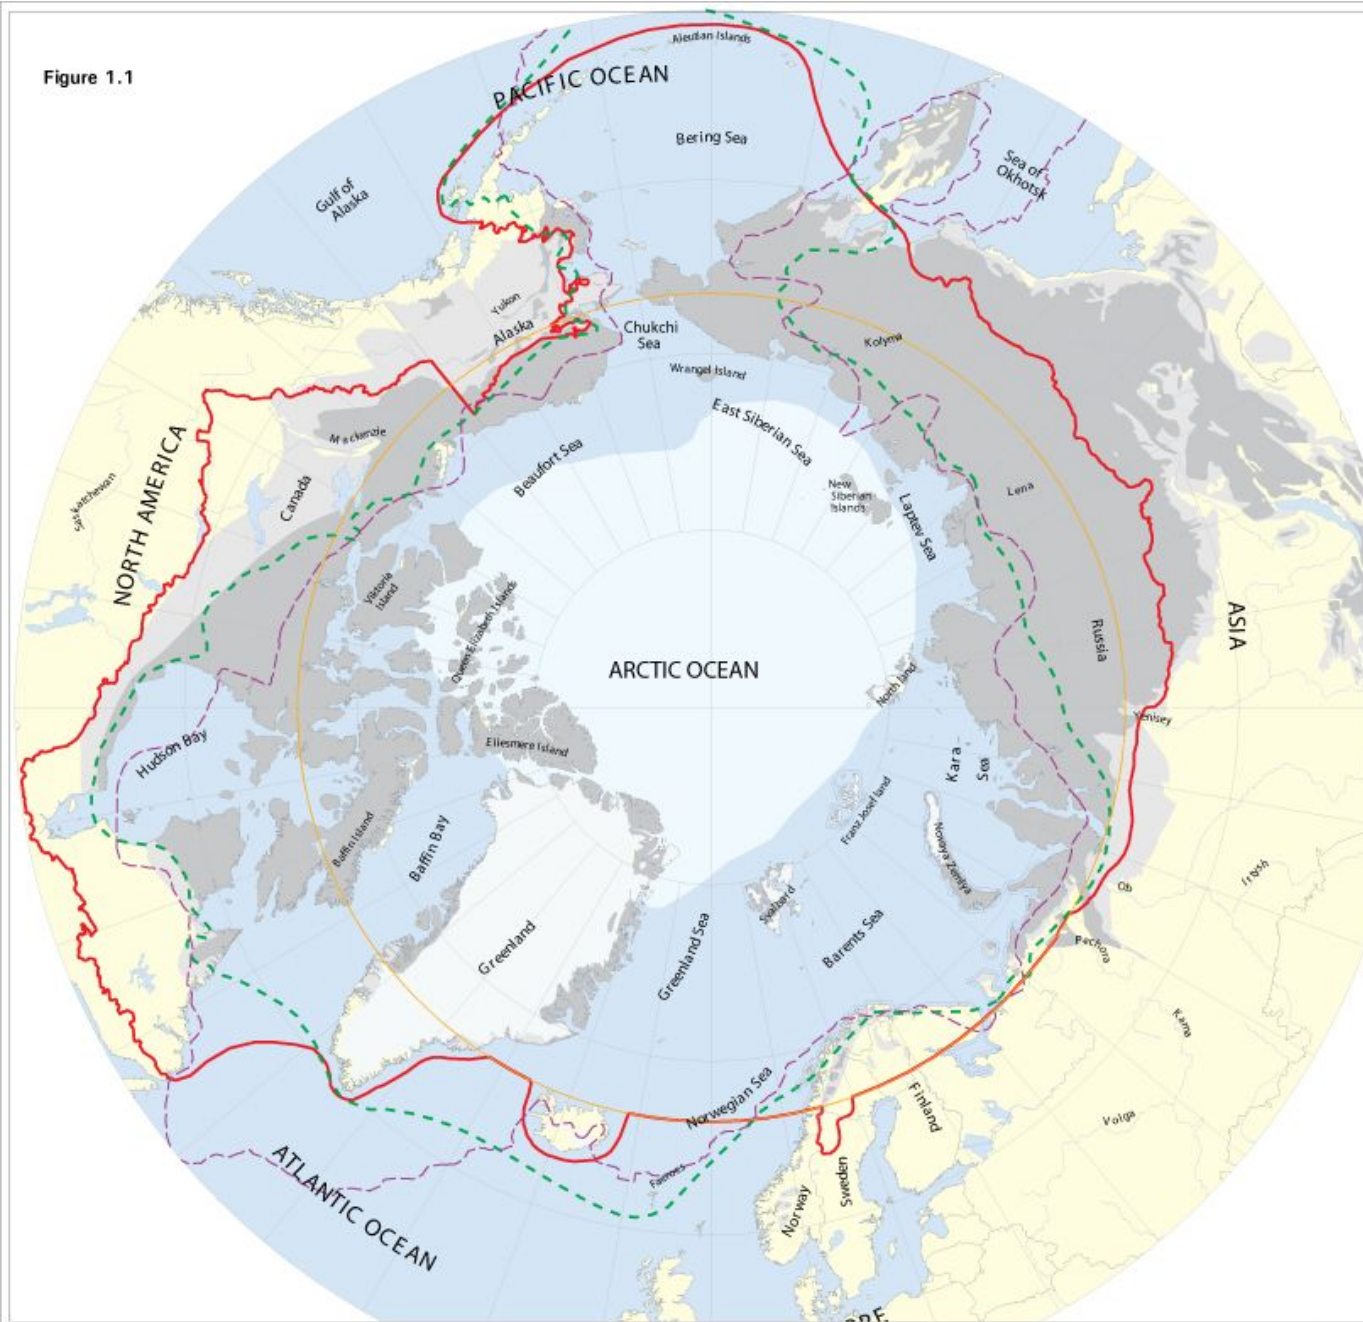 Figure 1.1
Aleutian Islands
PACIFIC OCEAN
Bering Sea
Sea of
Okhotsk
Gulf of
Alaska
Yukon
Alaska
Chukchi
Sea
Kolyma
Wrangel Island
East Siberian Sea
Mackenzie
NORTH AMERICA
Saskatchewan
Canada
Beaufort Sea
New
Siberian
Islands
Lena
Laptev Sea
Viktoria
Island
Queen Elizabeth Islands
ARCTIC OCEAN
North land
Russia
ASIA
Yenisey
Hudson Bay
Ellesmere Island
Kara
Sea
Franz Josef land
Baffin Island
Baffin Bay
Novaya Zemlya
Irtysh
Ob
Svalbard
Greenland
Greenland Sea
Barents Sea
Pechora
Kama
Norwegian Sea
Finland
Volga
Faeroes
Sweden
Norway
ATLANTIC OCEAN